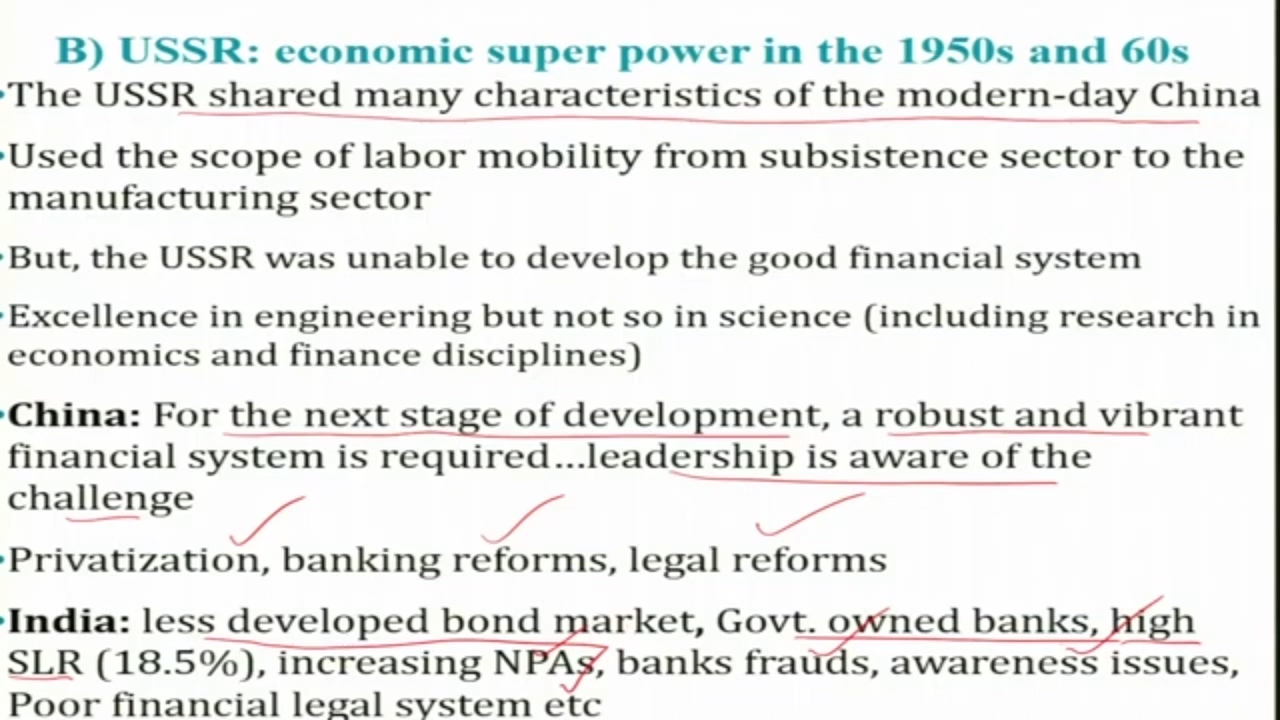 B) USSR: economic super power in the 1950s and 60s
•The USSR shared many characteristics of the modern-day China
•Used the scope of labor mobility from subsistence sector to the
manufacturing sector
•But, the USSR was unable to develop the good financial system
•Excellence in engineering but not so in science (including research in
economics and finance disciplines)
•China: For the next stage of development, a robust and vibrant
financial system is required...leadership is aware of the
challenge
•Privatization, banking reforms, legal reforms
•India: less developed bond market, Govt. owned banks, high
SLR (18.5%), increasing NPAs, banks frauds, awareness issues,
Poor financial legal system etc